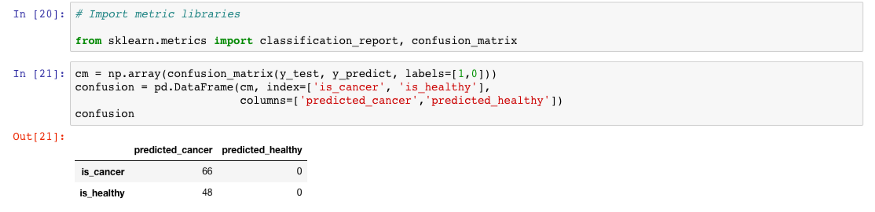 In [20]: # Import metric libraries
from sklearn.metrics import classification_report, confusion_matrix
In [21]: cm = np.array(confusion_matrix(y_test, y_predict, labels=[1,0]))
confusion = pd.DataFrame(cm, index=['is_cancer', 'is_healthy'],
columns=['predicted_cancer','predicted_healthy'])
confusion
Out[21]:
predicted_cancer predicted_healthy
is_cancer 66 0
is_healthy 48 0